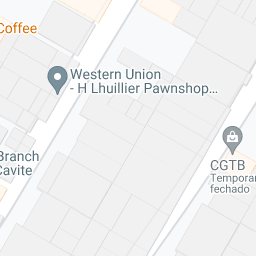 Coffee
Western Union
- H Lhuillier Pawnshop...
Branch
Cavite
CGTB
Temporar
fechado